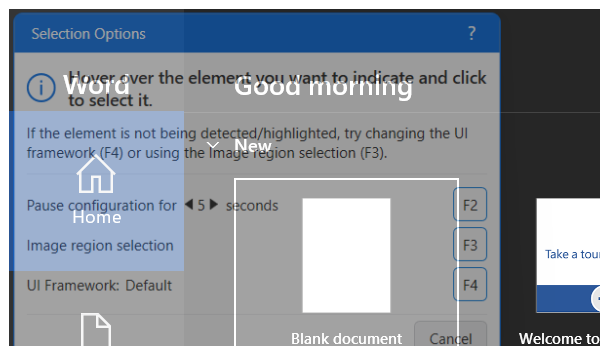 Selection Options
?
Word
Good morning
Hover over the element you want to indicate and click
to select it.
If the element is not being detected/highlighted, try changing the UI
framework (F4) or using the Image region selection (F3).
New
Home
Pause configuration for 5 seconds
F2
Image region selection
F3
UI Framework: Default
F4
Take a tour
Blank document
Cancel
Welcome to